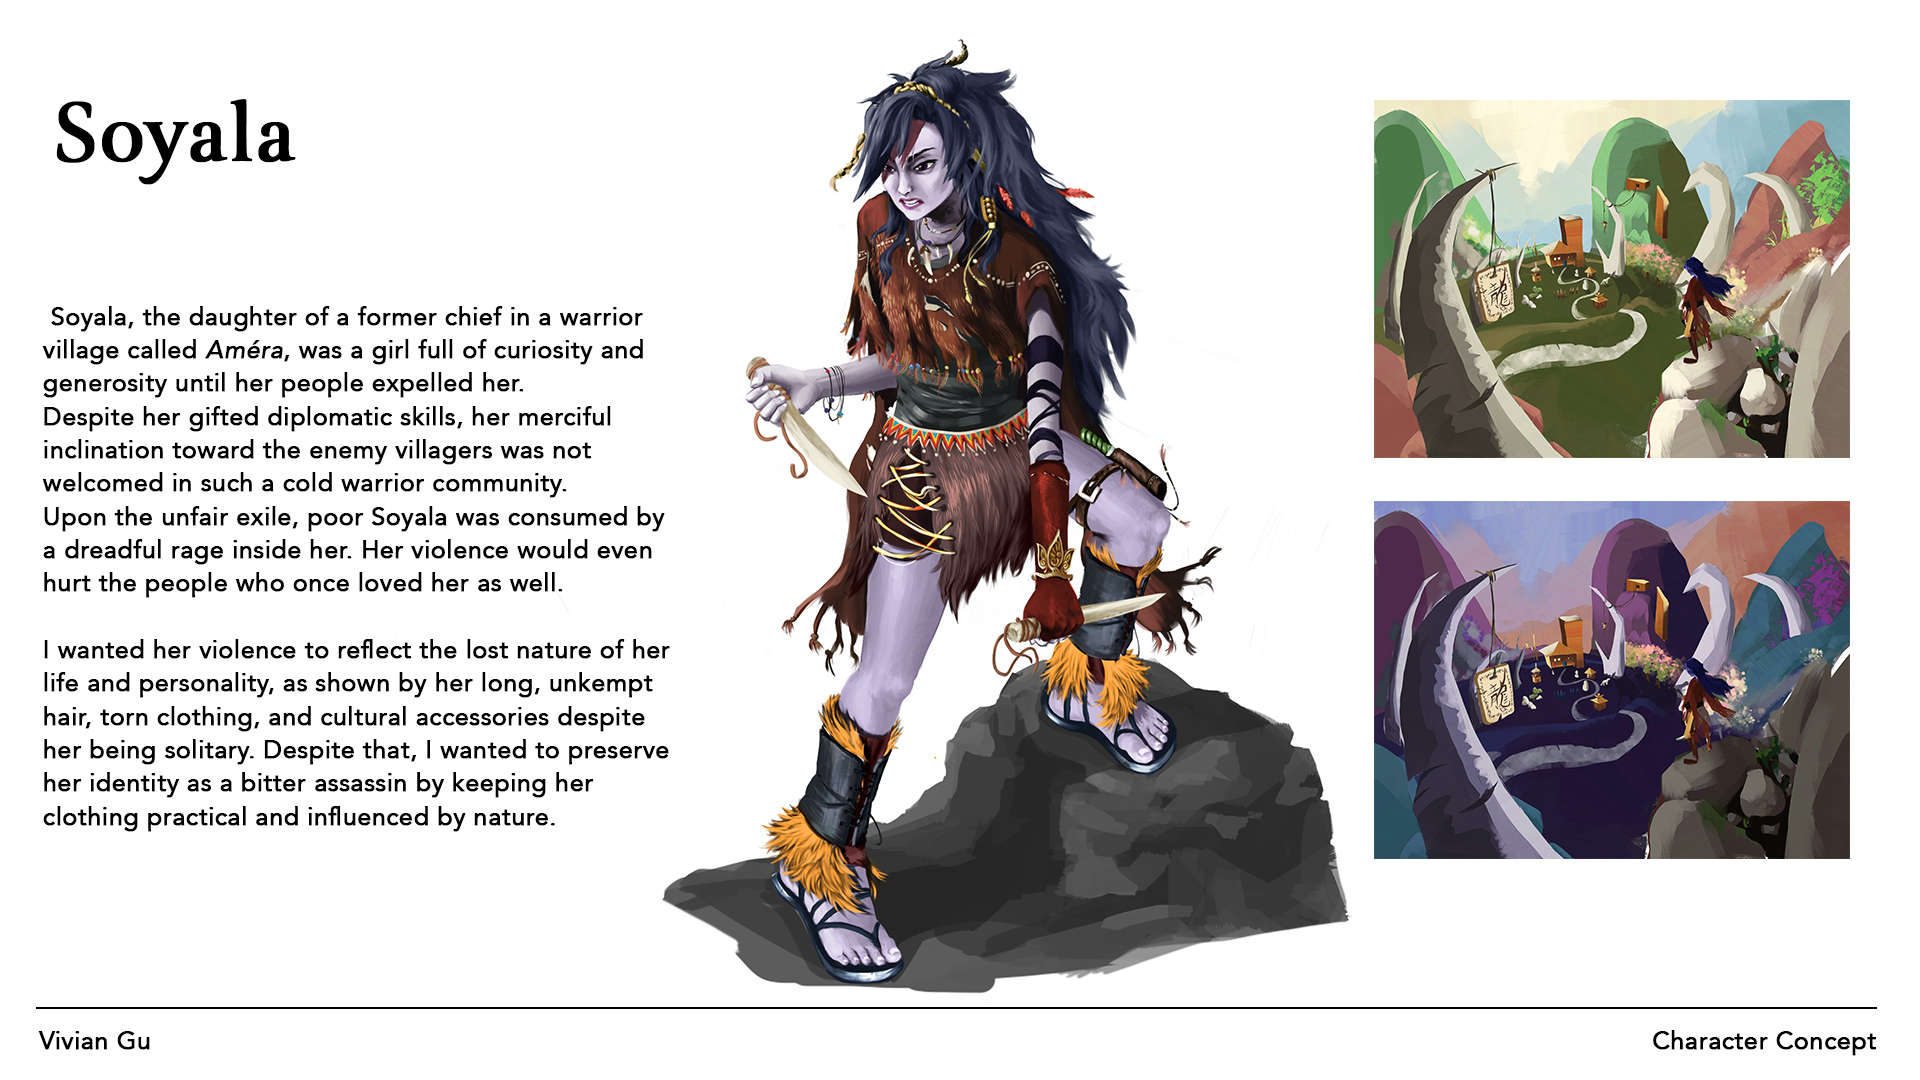 Soyala
Soyala, the daughter of a former chief in a warrior
village called Améra, was a girl full of curiosity and
generosity until her people expelled her.
Despite her gifted diplomatic skills, her merciful
inclination toward the enemy villagers was not
welcomed in such a cold warrior community.
Upon the unfair exile, poor Soyala was consumed by
a dreadful rage inside her. Her violence would even
hurt the people who once loved her as well.
I wanted her violence to reflect the lost nature of her
life and personality, as shown by her long, unkempt
hair, torn clothing, and cultural accessories despite
her being solitary. Despite that, I wanted to preserve
her identity as a bitter assassin by keeping her
clothing practical and influenced by nature.
龍
龍
Vivian Gu
Character Concept